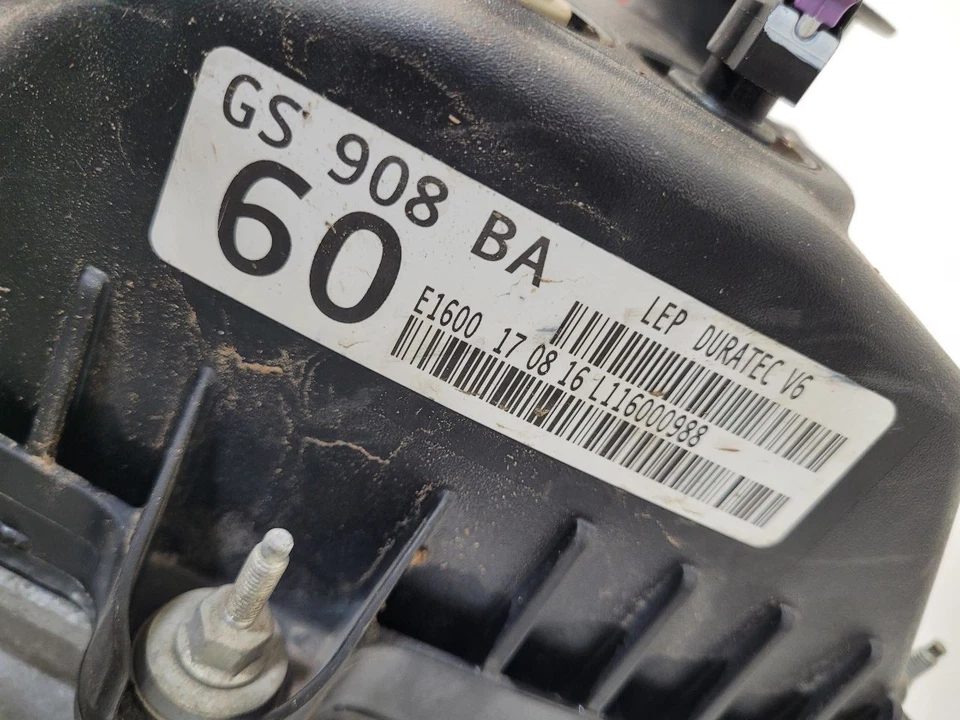 GS 908 BA
60
LEP DURATEC V6
E1600 17 08 16 L116000988